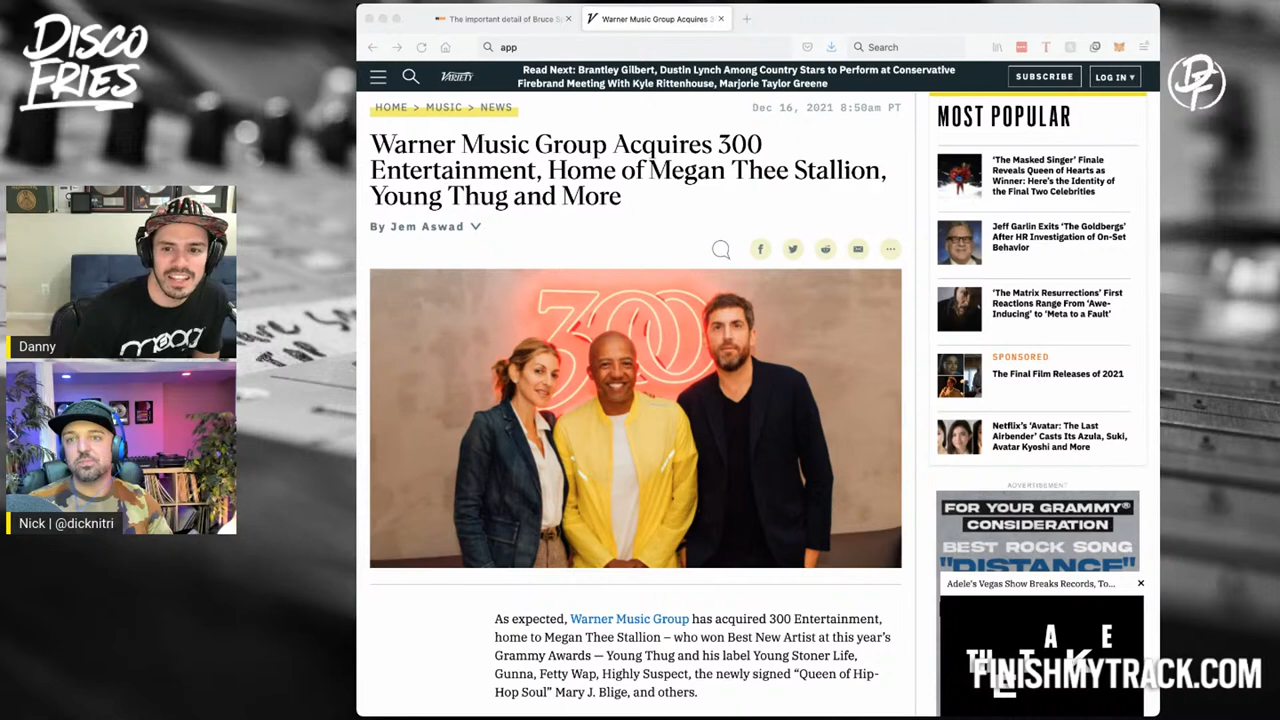 DISCO
FRIES
The important detail of Bruce Sp
Warner Music Group Acquires 3
app
Search
VARIETY
Read Next: Brantley Gilbert, Dustin Lynch Among Country Stars to Perform at Conservative
Firebrand Meeting With Kyle Rittenhouse, Marjorie Taylor Greene
SUBSCRIBE
LOG IN
DF
HOME > MUSIC > NEWS
Dec 16, 2021 8:50am PT
Warner Music Group Acquires 300
Entertainment, Home of Megan Thee Stallion,
Young Thug and More
By Jem Aswad
300
As expected, Warner Music Group has acquired 300 Entertainment,
home to Megan Thee Stallion – who won Best New Artist at this year's
Grammy Awards — Young Thug and his label Young Stoner Life,
Gunna, Fetty Wap, Highly Suspect, the newly signed "Queen of Hip-
Hop Soul" Mary J. Blige, and others.
MOST POPULAR
'The Masked Singer' Finale
Reveals Queen of Hearts as
Winner: Here's the Identity of
the Final Two Celebrities
Jeff Garlin Exits 'The Goldbergs'
After HR Investigation of On-Set
Behavior
'The Matrix Resurrections' First
Reactions Range From 'Awe-
Inducing' to 'Meta to a Fault'
SPONSORED
The Final Film Releases of 2021
Netflix's 'Avatar: The Last
Airbender' Casts Its Azula, Suki,
Avatar Kyoshi and More
ADVERTISEMENT
FOR YOUR GRAMMY®
CONSIDERATION
BEST ROCK SONG
"DISTANCE"
Adele's Vegas Show Breaks Records, To...
THE TAKE
FINISHMYTRACK.COM
moog
Danny
Nick | @dicknitri